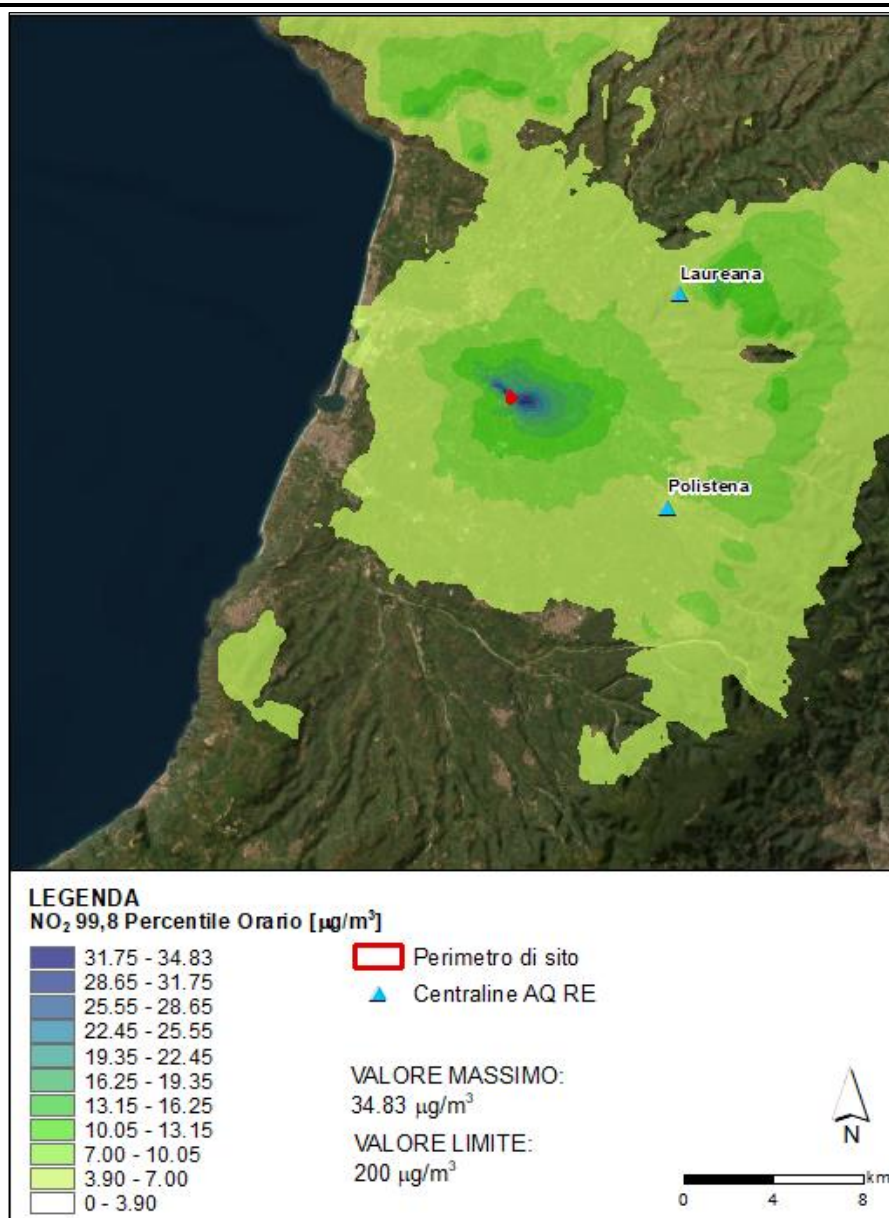 Laureana
Polistena
LEGENDA
NO₂ 99,8 Percentile Orario [µg/m³]
31.75 - 34.83
28.65 - 31.75
25.55 - 28.65
22.45 - 25.55
19.35 - 22.45
16.25 - 19.35
13.15 - 16.25
10.05 - 13.15
7.00 - 10.05
3.90 - 7.00
0 - 3.90
Perimetro di sito
Centraline AQ RE
VALORE MASSIMO:
34.83 µg/m³
VALORE LIMITE:
200 µg/m³
N
km
0 4 8